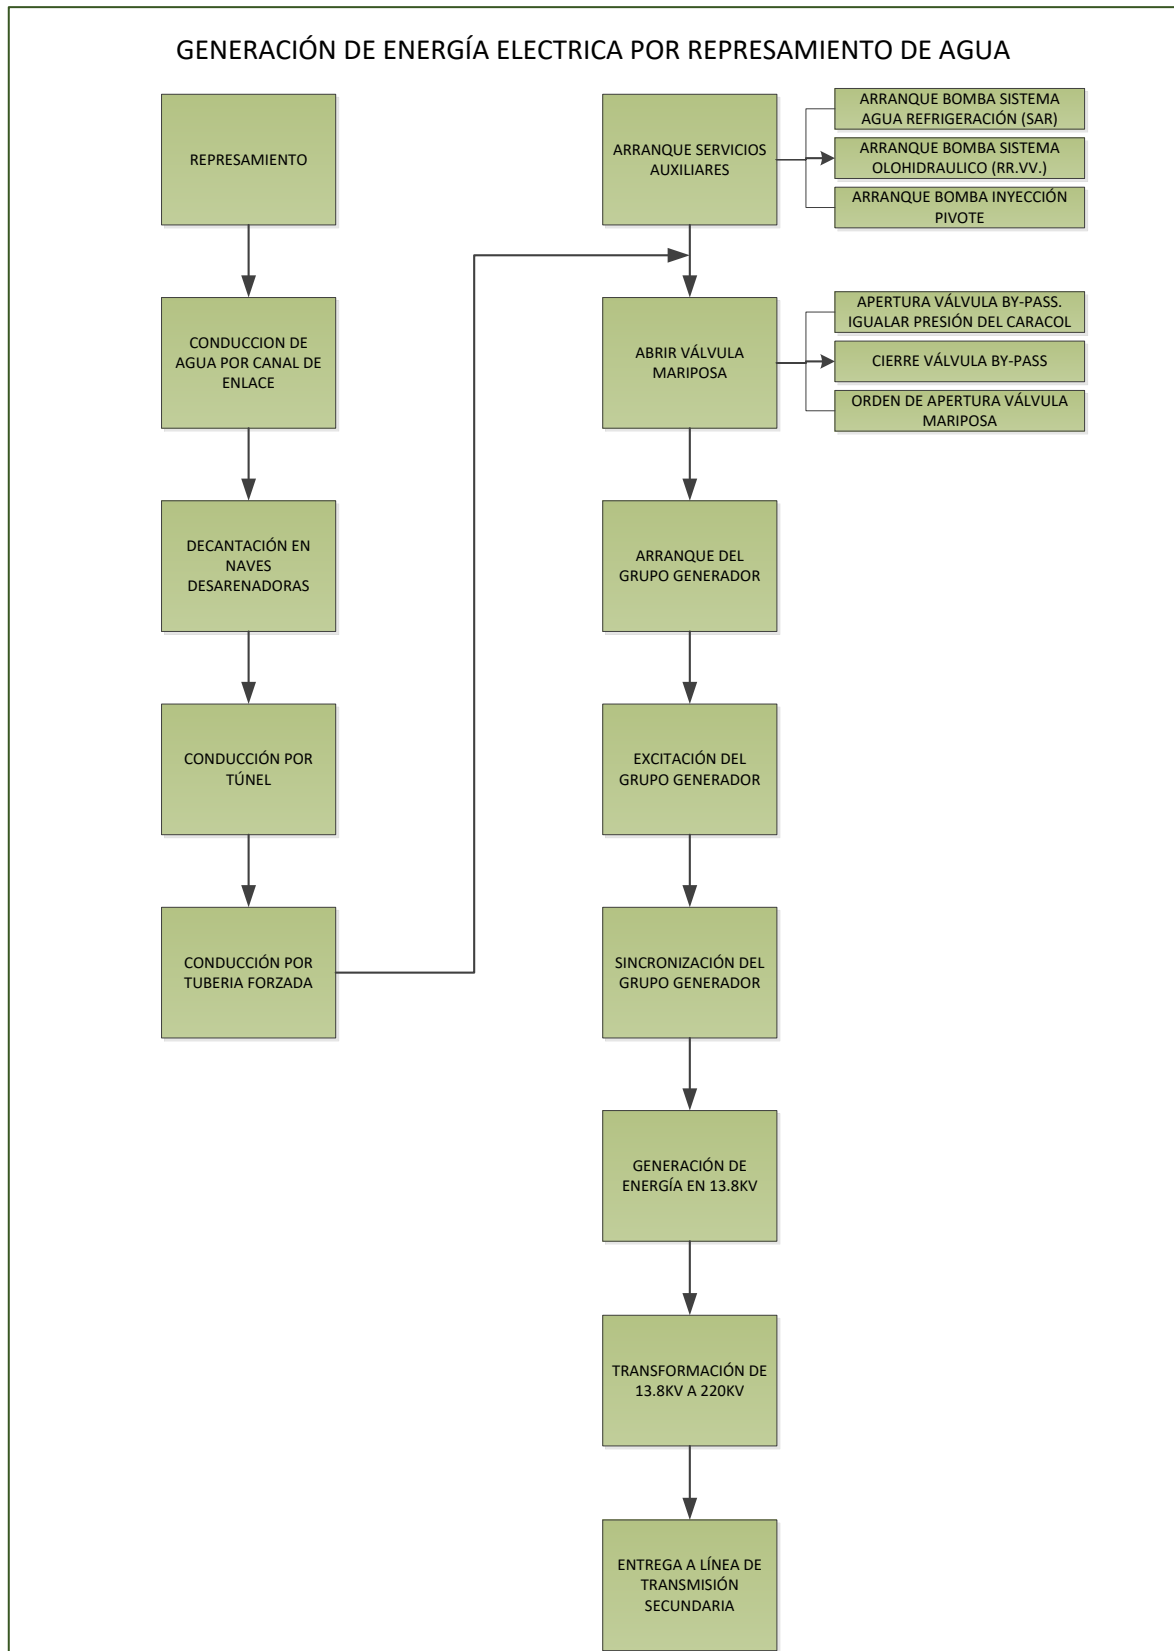 GENERACIÓN DE ENERGÍA ELECTRICA POR REPRESAMIENTO DE AGUA
REPRESAMIENTO
CONDUCCION DE
AGUA POR CANAL DE
ENLACE
DECANTACIÓN EN
NAVES
DESARENADORAS
CONDUCCIÓN POR
TÚNEL
CONDUCCIÓN POR
TUBERIA FORZADA
ARRANQUE SERVICIOS
AUXILIARES
ARRANQUE BOMBA SISTEMA
AGUA REFRIGERACIÓN (SAR)
ARRANQUE BOMBA SISTEMA
OLOHIDRAULICO (RR.VV.)
ARRANQUE BOMBA INYECCIÓN
PIVOTE
ABRIR VÁLVULA
MARIPOSA
APERTURA VÁLVULA BY-PASS.
IGUALAR PRESIÓN DEL CARACOL
CIERRE VÁLVULA BY-PASS
ORDEN DE APERTURA VÁLVULA
MARIPOSA
ARRANQUE DEL
GRUPO GENERADOR
EXCITACIÓN DEL
GRUPO GENERADOR
SINCRONIZACIÓN DEL
GRUPO GENERADOR
GENERACIÓN DE
ENERGÍA EN 13.8KV
TRANSFORMACIÓN DE
13.8KV A 220KV
ENTREGA A LÍNEA DE
TRANSMISIÓN
SECUNDARIA